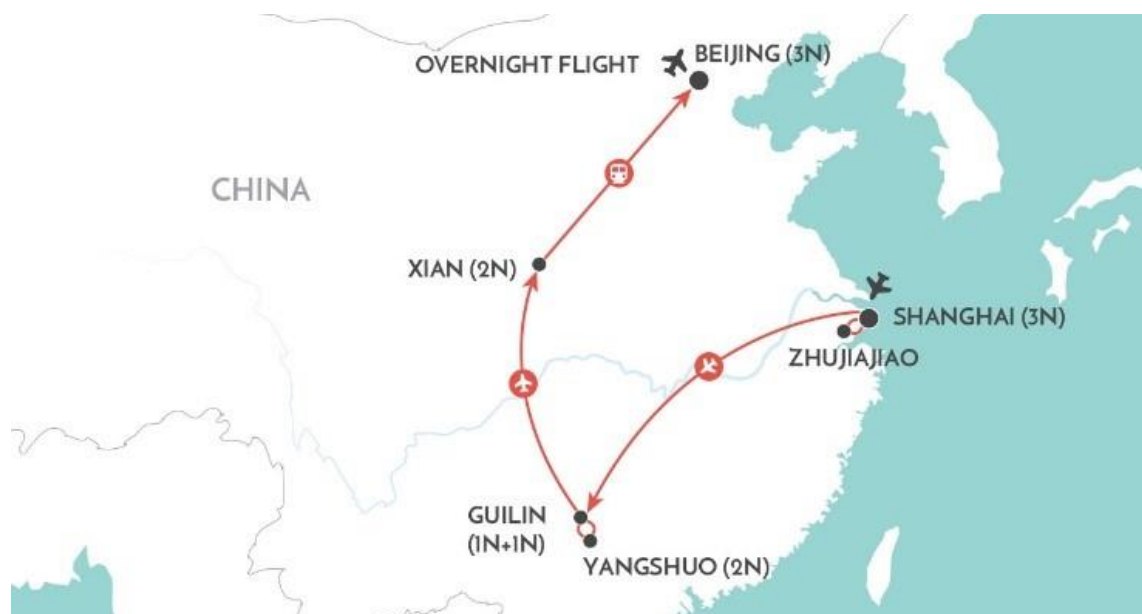 OVERNIGHT FLIGHT
BEIJING (3N)
CHINA
XIAN (2N)
SHANGHAI (3N)
ZHUJIAJIAO
GUILIN
(1N+1N)
YANGSHUO (2N)